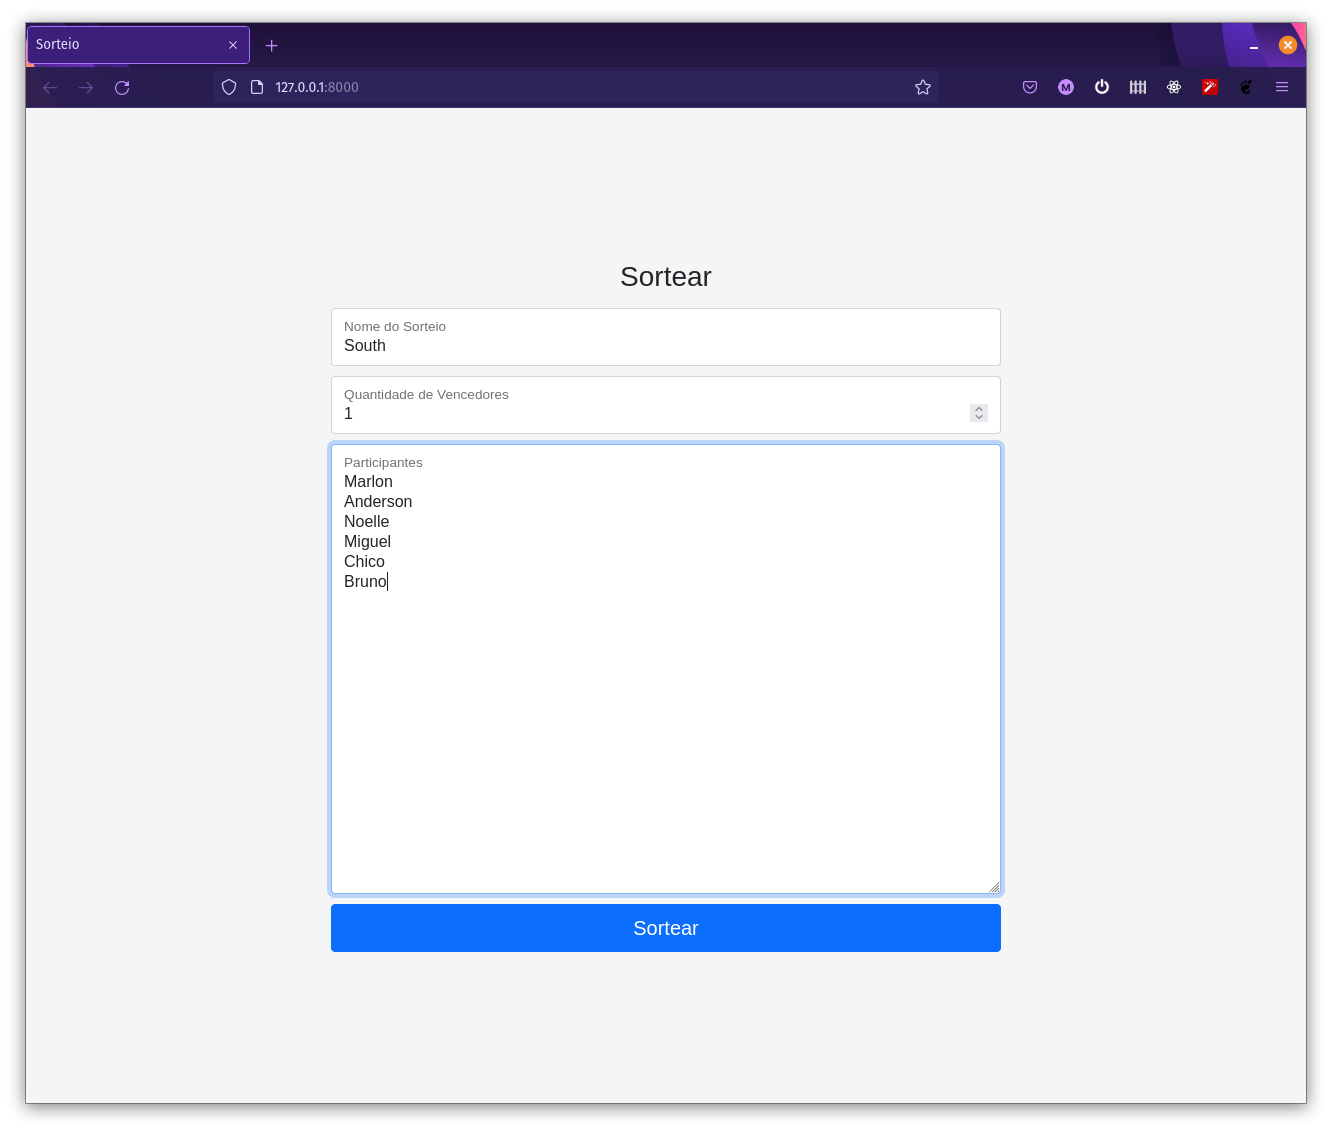 Sorteio
127.0.0.1:8000
M
Sortear
Nome do Sorteio
South
Quantidade de Vencedores
1
Participantes
Marlon
Anderson
Noelle
Miguel
Chico
Bruno
Sortear